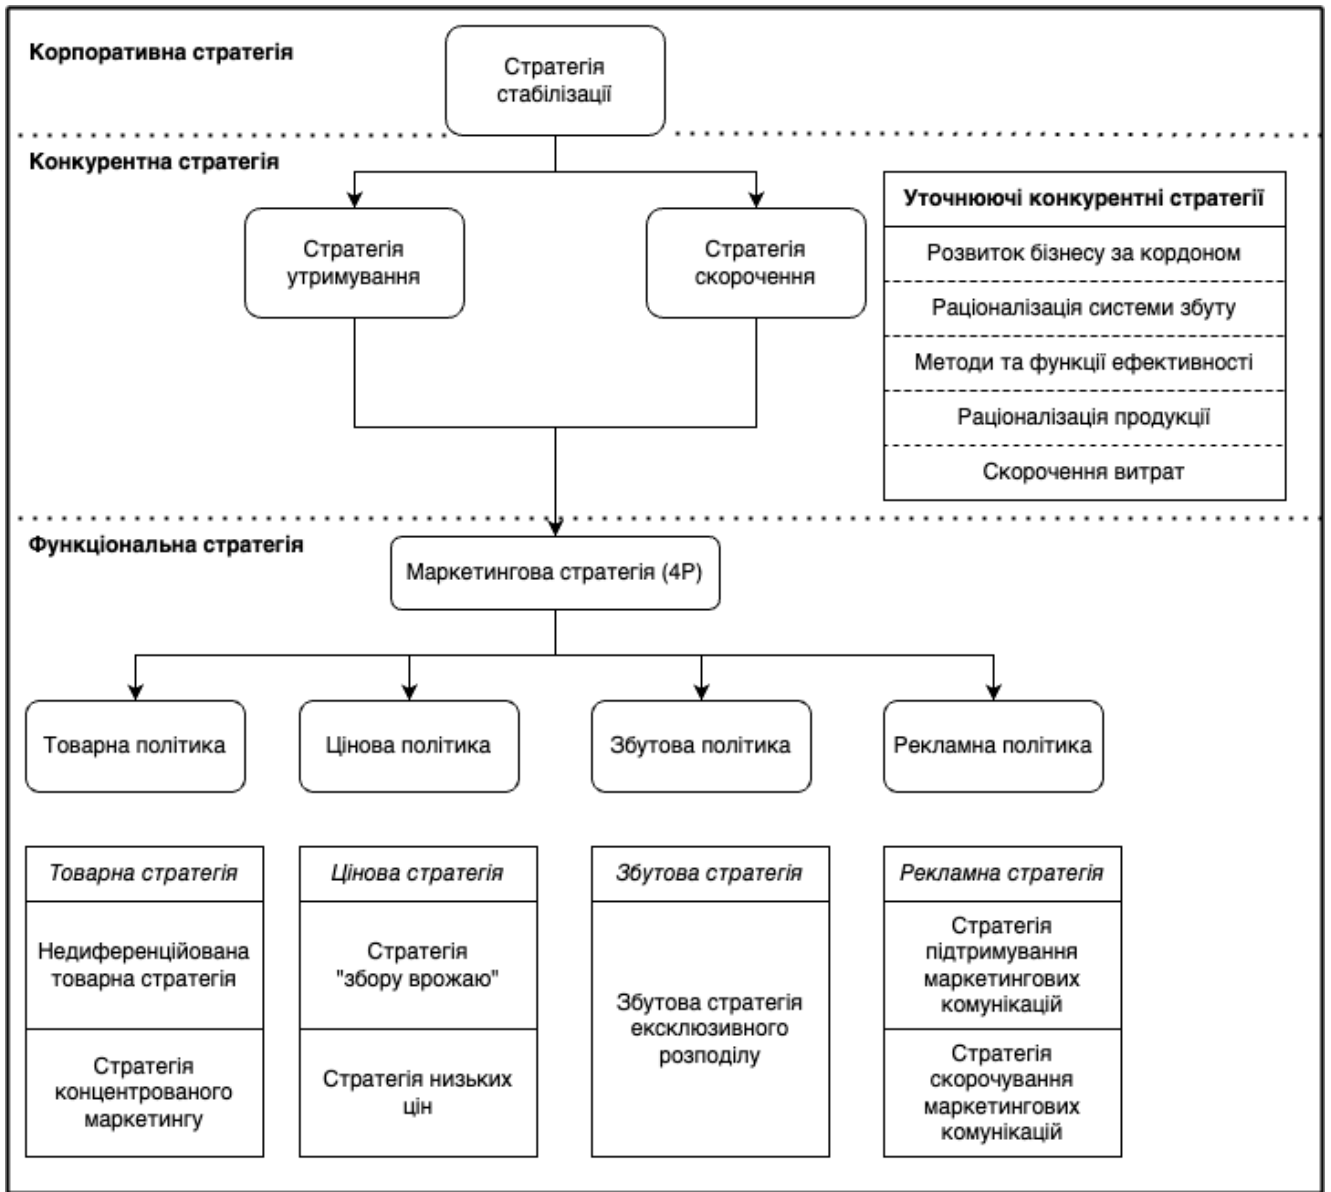 Корпоративна стратегія
Стратегія
стабілізації
Конкурентна стратегія
Стратегія
утримування
Стратегія
скорочення
Уточнюючі конкурентні стратегії
Розвиток бізнесу за кордоном
Раціоналізація системи збуту
Методи та функції ефективності
Раціоналізація продукції
Скорочення витрат
Функціональна стратегія
Маркетингова стратегія (4P)
Товарна політика
Цінова політика
Збутова політика
Рекламна політика
Товарна стратегія
Недиференційована
товарна стратегія
Стратегія
концентрованого
маркетингу
Цінова стратегія
Стратегія
"збору врожаю"
Стратегія низьких
цін
Збутова стратегія
Збутова стратегія
ексклюзивного
розподілу
Рекламна стратегія
Стратегія
підтримування
маркетингових
комунікацій
Стратегія
скорочування
маркетингових
комунікацій